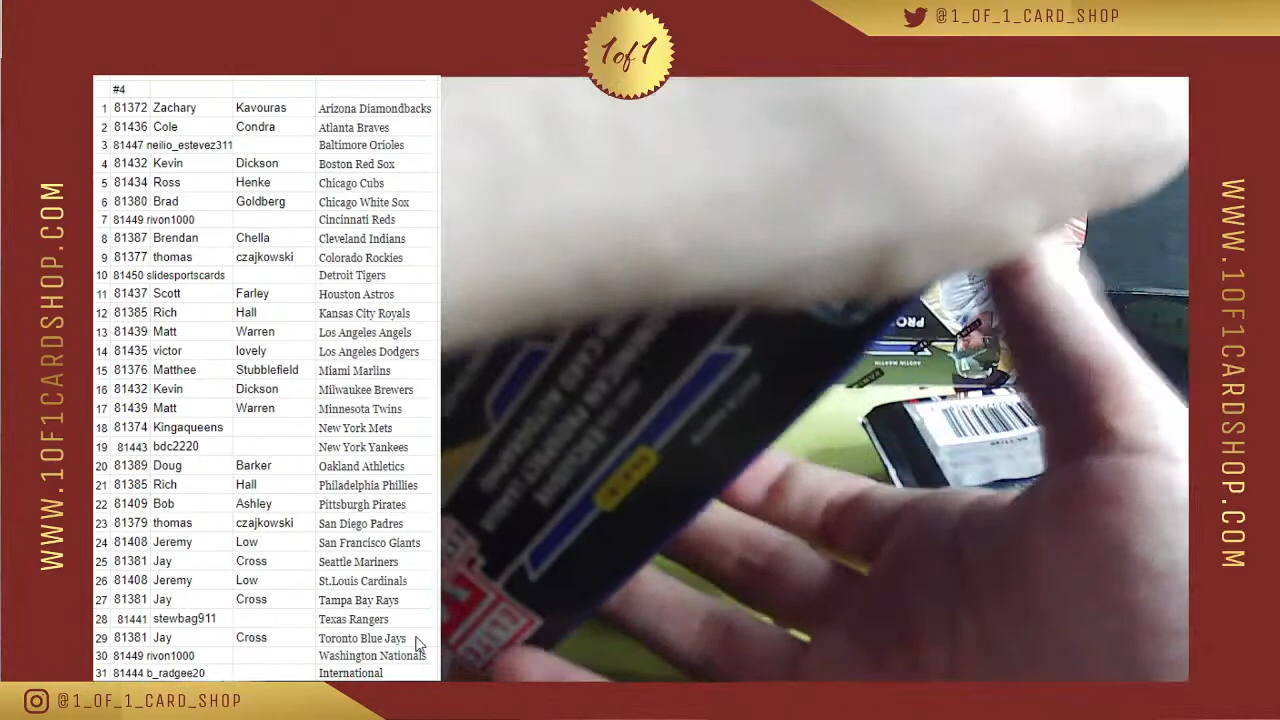 1 of 1
@1_OF_1_CARD_SHOP
WWW.1OF1CARDSHOP.COM
#4
1 81372 Zachary Kavouras Arizona Diamondbacks
2 81436 Cole Condra Atlanta Braves
3 81447 neilio_estevez311 Baltimore Orioles
4 81432 Kevin Dickson Boston Red Sox
5 81434 Ross Henke Chicago Cubs
6 81380 Brad Goldberg Chicago White Sox
7 81449 rivon1000 Cincinnati Reds
8 81387 Brendan Chella Cleveland Indians
9 81377 thomas czajkowski Colorado Rockies
10 81450 slidesportscards Detroit Tigers
11 81437 Scott Farley Houston Astros
12 81385 Rich Hall Kansas City Royals
13 81439 Matt Warren Los Angeles Angels
14 81435 victor lovely Los Angeles Dodgers
15 81376 Matthee Stubblefield Miami Marlins
16 81432 Kevin Dickson Milwaukee Brewers
17 81439 Matt Warren Minnesota Twins
18 81374 Kingaqueens New York Mets
19 81443 bdc2220 New York Yankees
20 81389 Doug Barker Oakland Athletics
21 81385 Rich Hall Philadelphia Phillies
22 81409 Bob Ashley Pittsburgh Pirates
23 81379 thomas czajkowski San Diego Padres
24 81408 Jeremy Low San Francisco Giants
25 81381 Jay Cross Seattle Mariners
26 81408 Jeremy Low St.Louis Cardinals
27 81381 Jay Cross Tampa Bay Rays
28 81441 stewbag911 Texas Rangers
29 81381 Jay Cross Toronto Blue Jays
30 81449 rivon1000 Washington Nationals
31 81444 b_radgee20 International
AUSTIN MARTIN
WWW.1OF1CARDSHOP.COM
@1_OF_1_CARD_SHOP